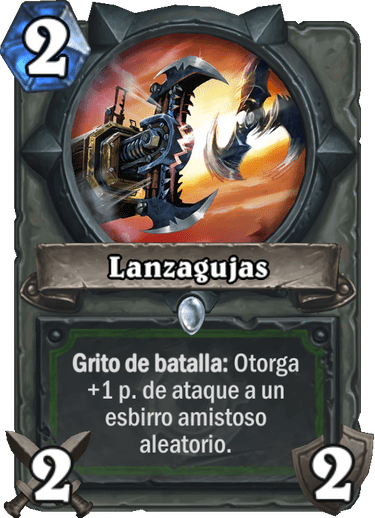 2
Lanzagujas
Grito de batalla: Otorga
+1 p. de ataque a un
esbirro amistoso
aleatorio.
2
2